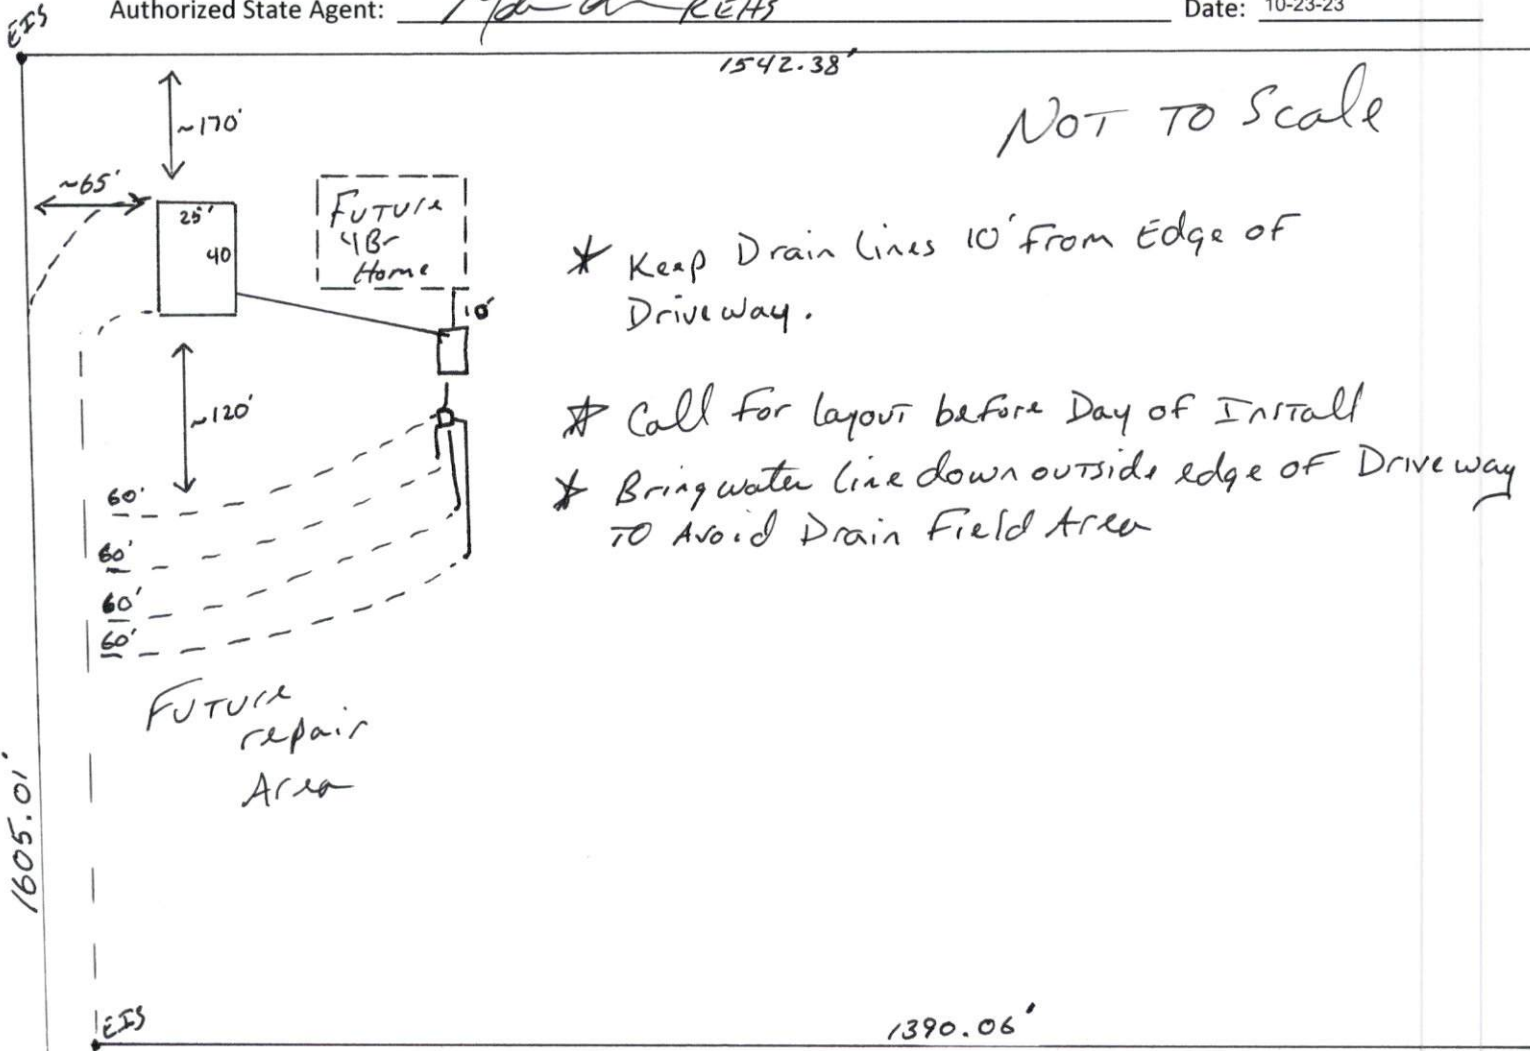 Authorized State Agent: REHS Date: 10-23-23
EIS
1542.38'
NOT TO Scale
~170'
~65'
25'
40
Future
4Br
Home
10'
* Keep Drain Lines 10' From Edge of
Driveway.
* Call for Layout before Day of Install
* Bring water Line down outside edge of Driveway
TO Avoid Drain Field Area
~120'
D
60'
60'
60'
60'
Future
repair
Area
1605.01'
EIS
1390.06'